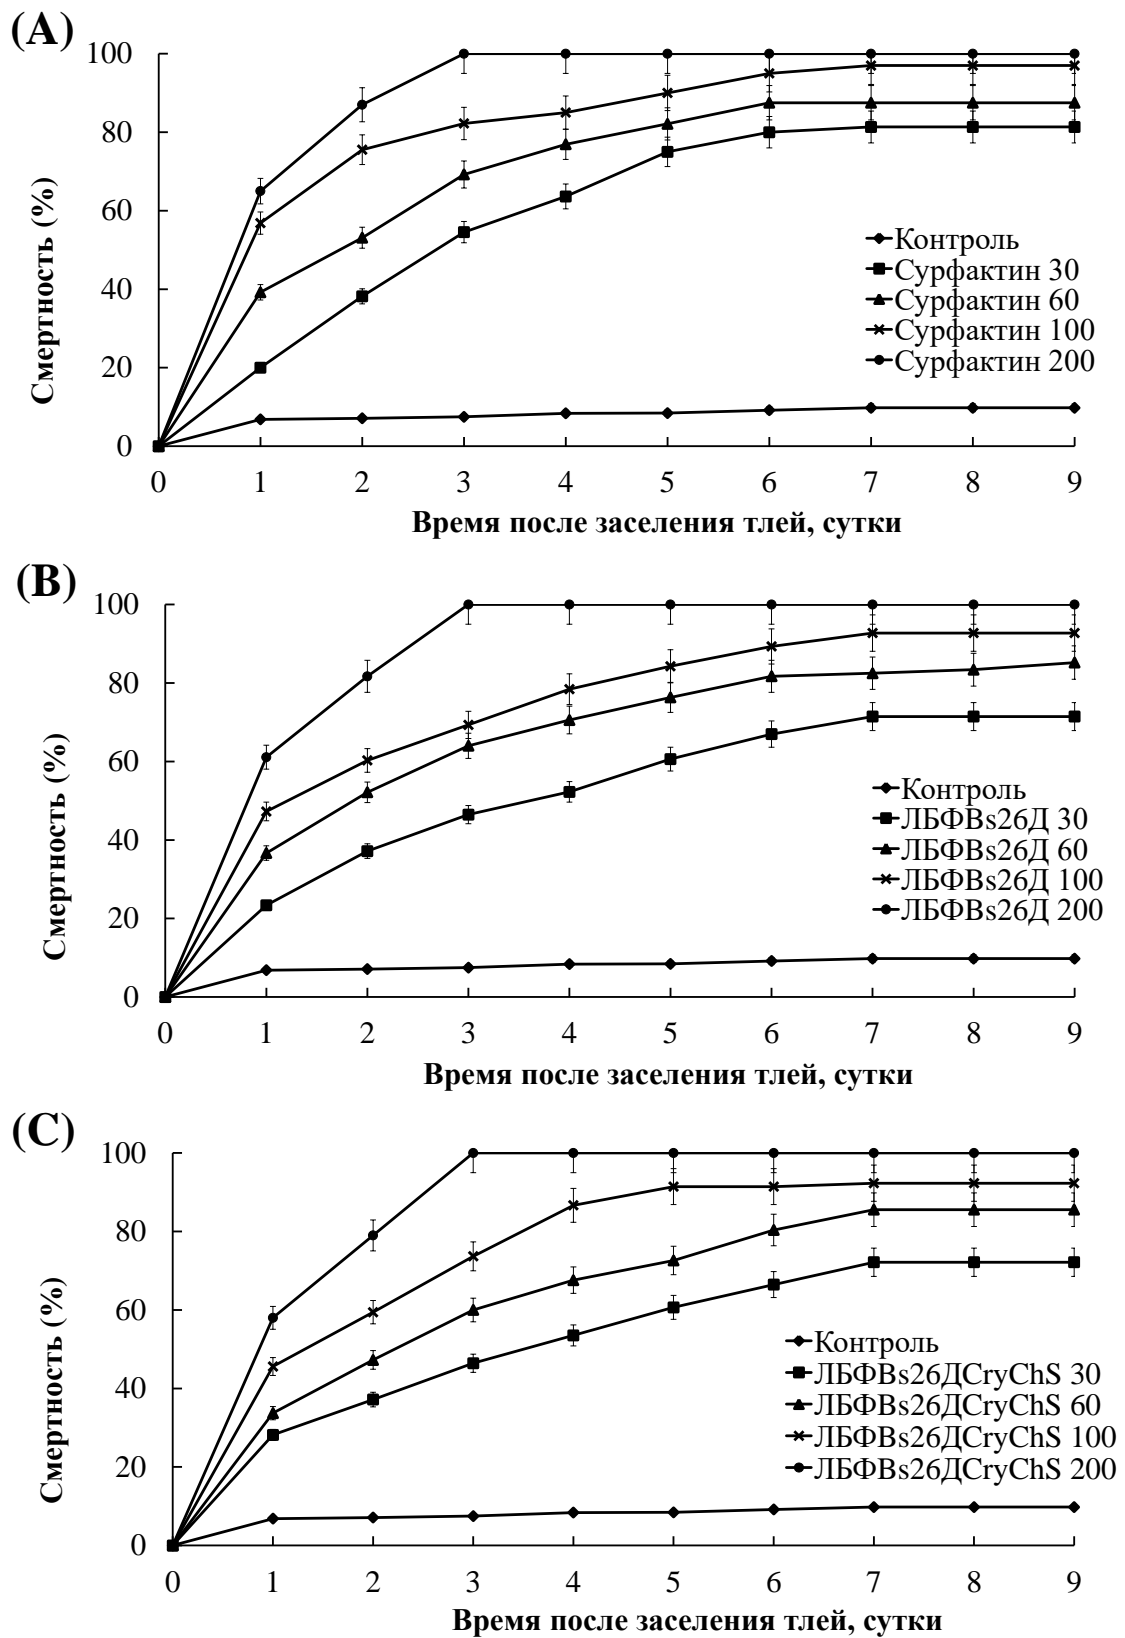 (A)
100
80
60
40
20
0
Смертность (%)
Контроль
Сурфактин 30
Сурфактин 60
Сурфактин 100
Сурфактин 200
0 1 2 3 4 5 6 7 8 9
Время после заселения тлей, сутки
(B)
100
80
60
40
20
0
Смертность (%)
Контроль
ЛБФBs26Д 30
ЛБФBs26Д 60
ЛБФBs26Д 100
ЛБФBs26Д 200
0 1 2 3 4 5 6 7 8 9
Время после заселения тлей, сутки
(C)
100
80
60
40
20
0
Смертность (%)
Контроль
ЛБФBs26ДCryChS 30
ЛБФBs26ДCryChS 60
ЛБФBs26ДCryChS 100
ЛБФBs26ДCryChS 200
0 1 2 3 4 5 6 7 8 9
Время после заселения тлей, сутки